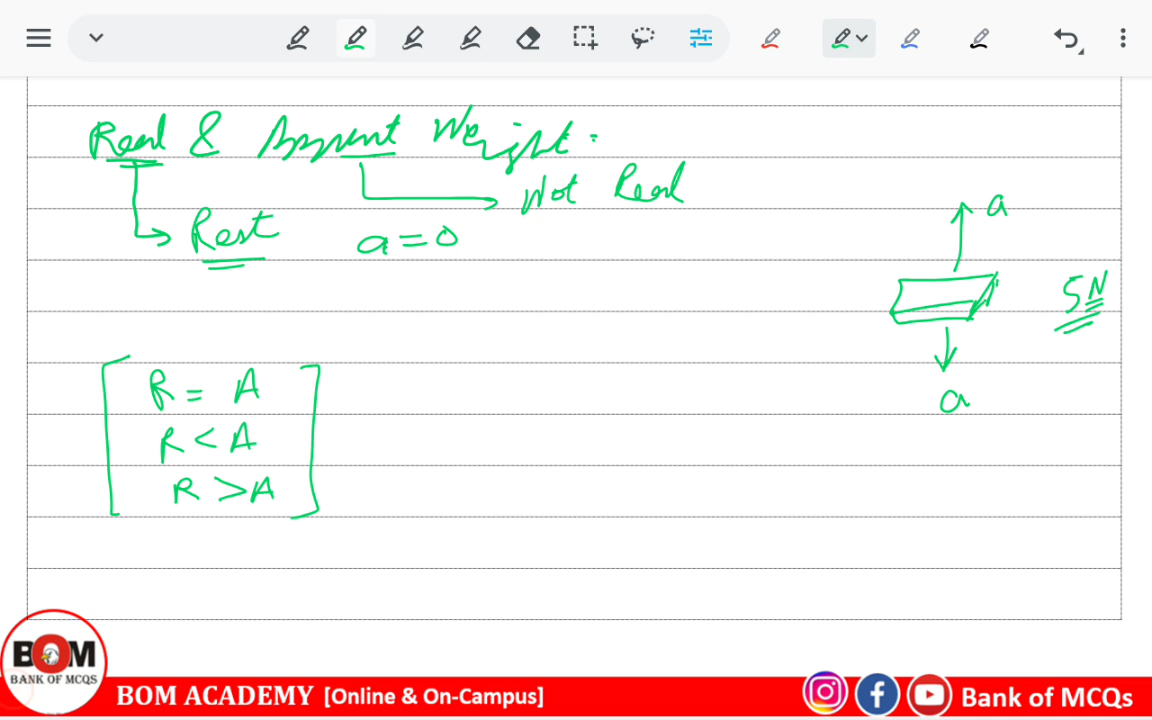 Real & Apparent Weight:
Not Real
Rest a = 0
a
5N
a
R = A
R < A
R > A
BOM
BANK OF MCQS
BOM ACADEMY [Online & On-Campus]
Bank of MCQs